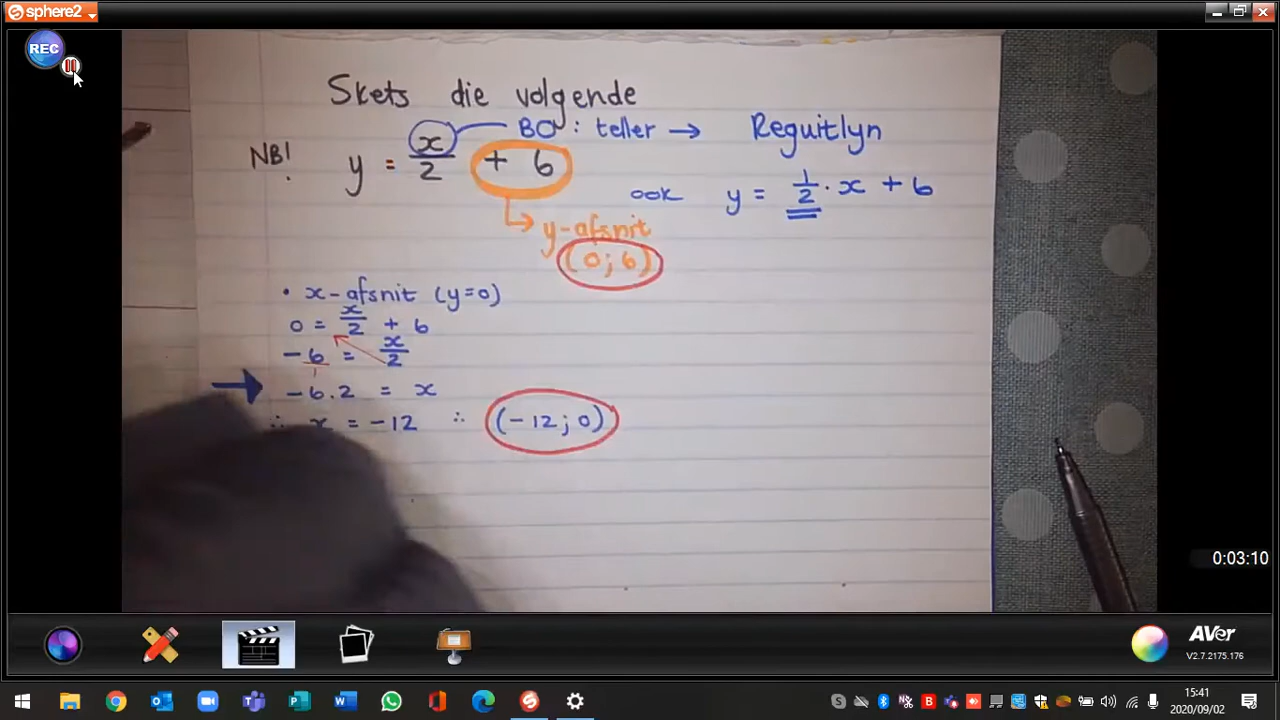 sphere2
REC
Skets die volgende
NB! y = x/2 + 6
BO : teller → Reguitlyn
ook y = 1/2 · x + 6
y-afsnit
(0; 6)
• x-afsnit (y=0)
0 = x/2 + 6
-6/1 = x/2
-6.2 = x
∴ x = -12 ∴ (-12; 0)
0:03:10
AVer
V2.7.2175.176
15:41
2020/09/02